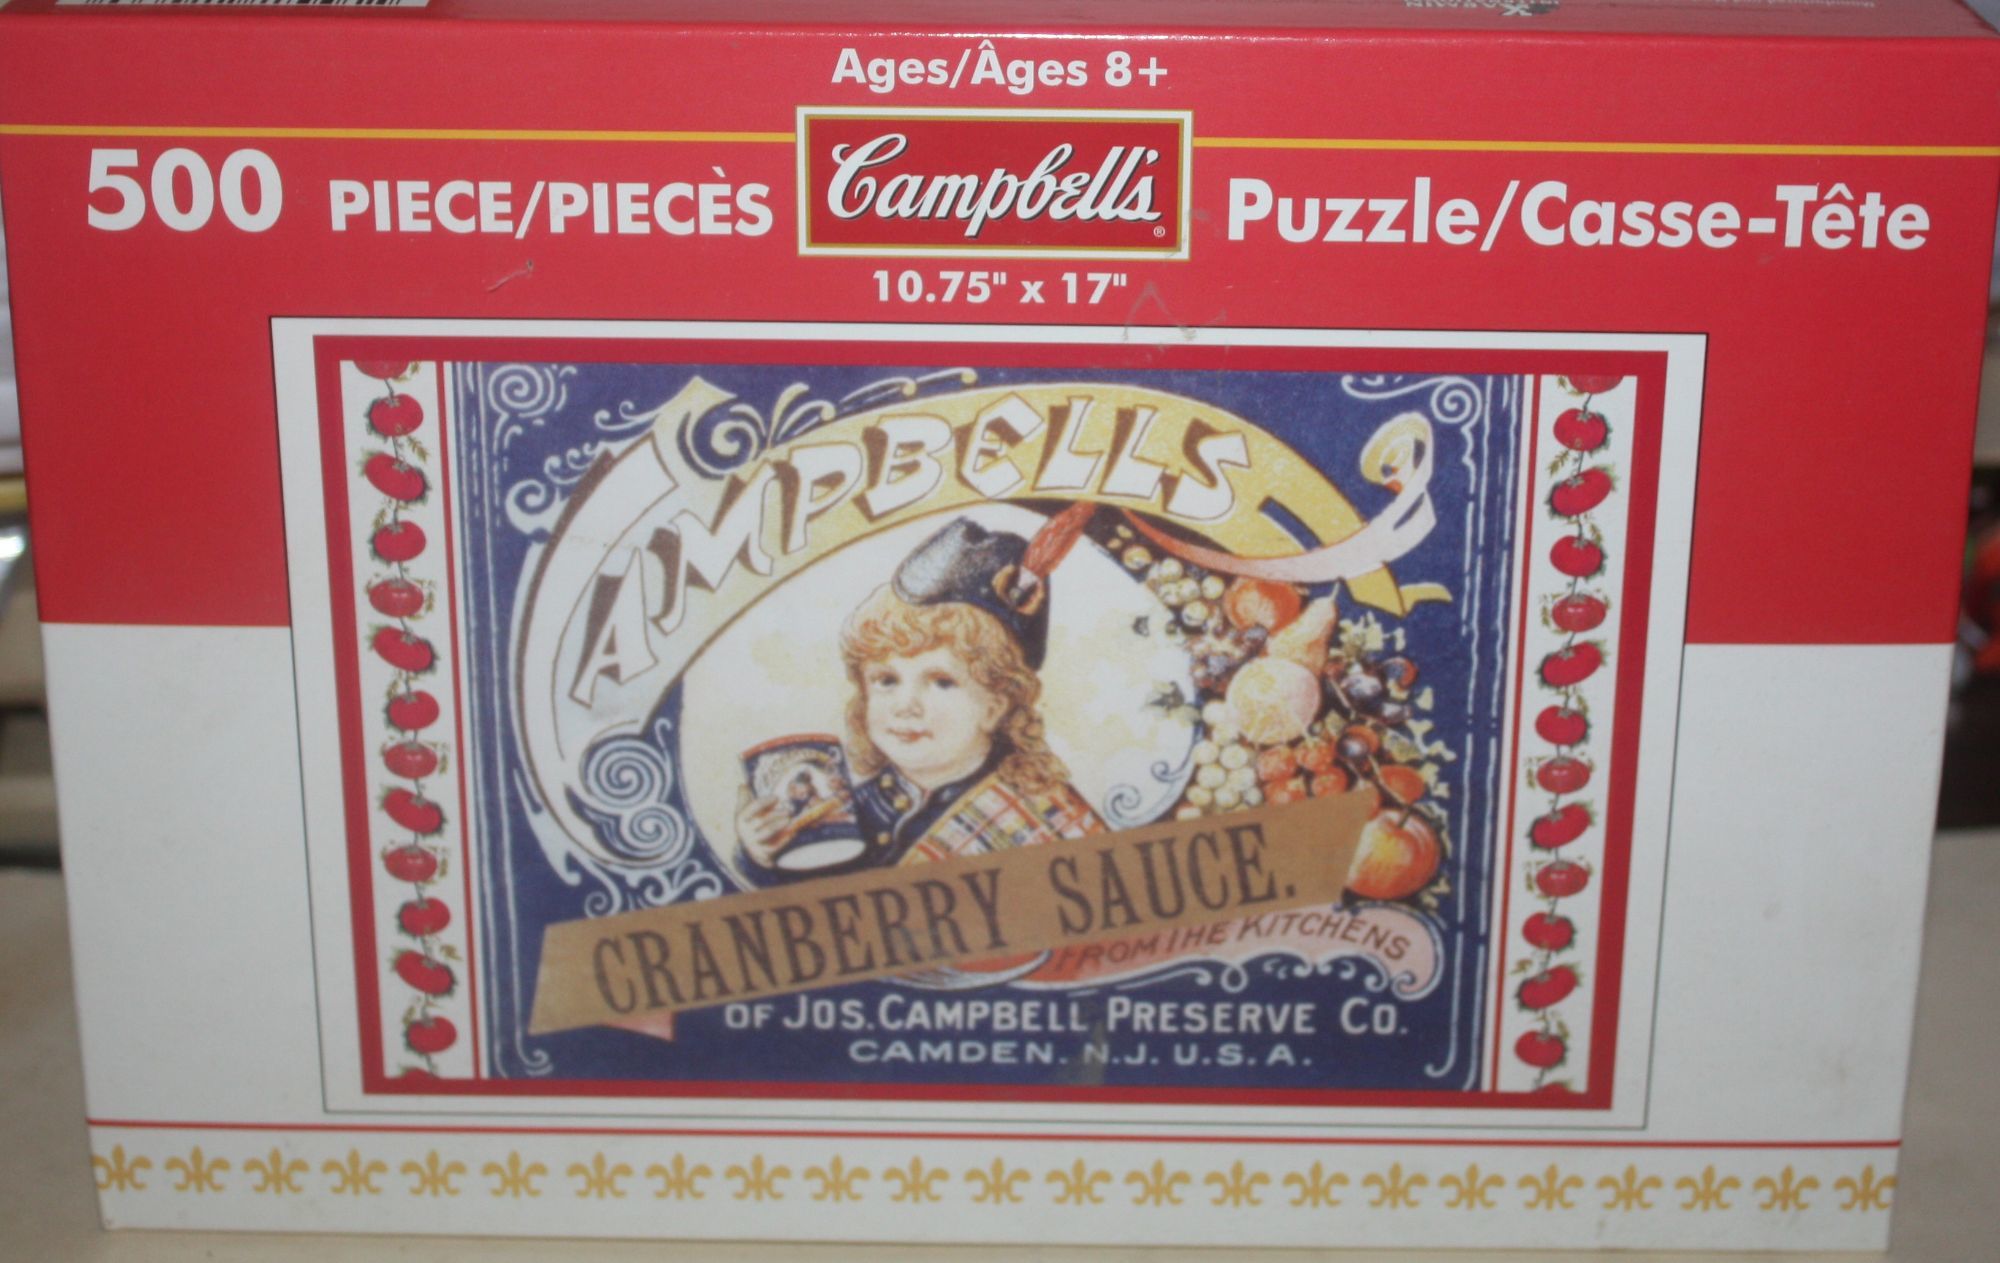 Ages/Âges 8+
500 PIECE/PIECÈS Campbell's® Puzzle/Casse-Tête
10.75" x 17"
CAMPBELLS
CRANBERRY SAUCE.
FROM THE KITCHENS
OF JOS. CAMPBELL PRESERVE CO.
CAMDEN. N.J. U.S.A.